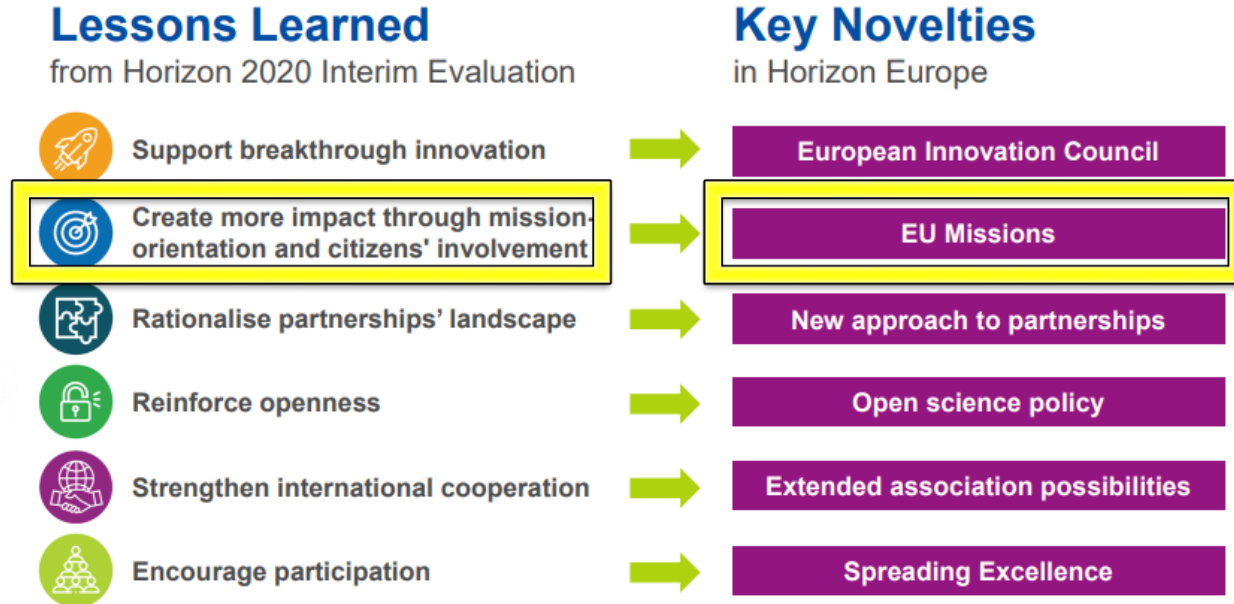 Lessons Learned
from Horizon 2020 Interim Evaluation
Key Novelties
in Horizon Europe
Support breakthrough innovation
European Innovation Council
Create more impact through mission-
orientation and citizens' involvement
EU Missions
Rationalise partnerships’ landscape
New approach to partnerships
Reinforce openness
Open science policy
Strengthen international cooperation
Extended association possibilities
Encourage participation
Spreading Excellence